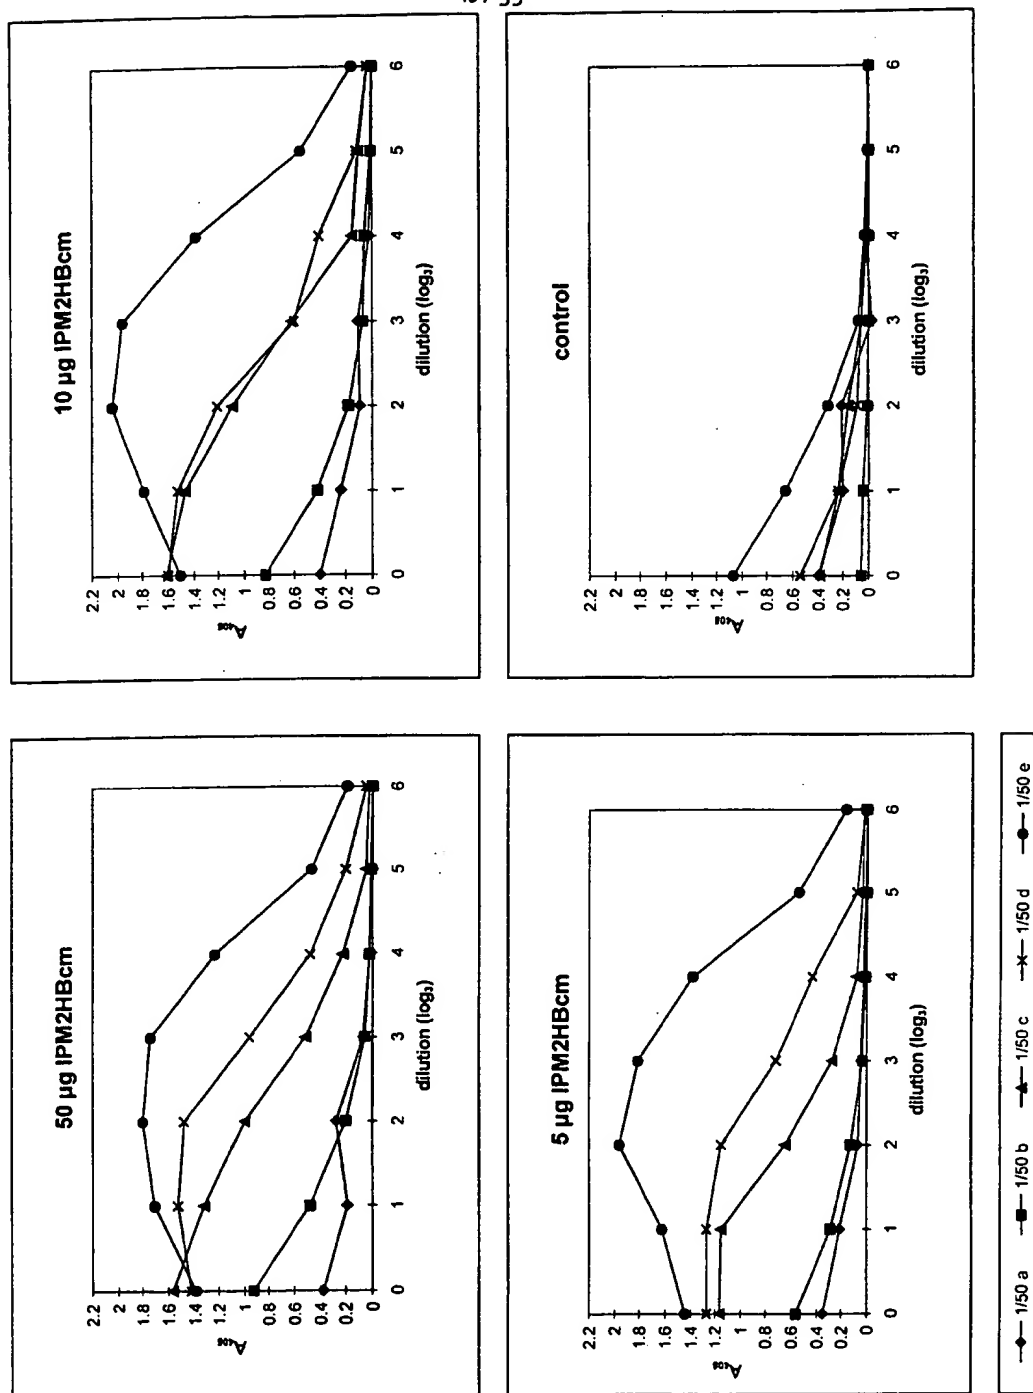 50 µg IPM2HBcm
A₄₀₅
2.2
2
1.8
1.6
1.4
1.2
1
0.8
0.6
0.4
0.2
0
0 1 2 3 4 5 6
dilution (log₃)
10 µg IPM2HBcm
A₄₀₅
2.2
2
1.8
1.6
1.4
1.2
1
0.8
0.6
0.4
0.2
0
0 1 2 3 4 5 6
dilution (log₃)
5 µg IPM2HBcm
A₄₀₅
2.2
2
1.8
1.6
1.4
1.2
1
0.8
0.6
0.4
0.2
0
0 1 2 3 4 5 6
dilution (log₃)
control
A₄₀₅
2.2
2
1.8
1.6
1.4
1.2
1
0.8
0.6
0.4
0.2
0
0 1 2 3 4 5 6
dilution (log₃)
1/50 a 1/50 b 1/50 c 1/50 d 1/50 e